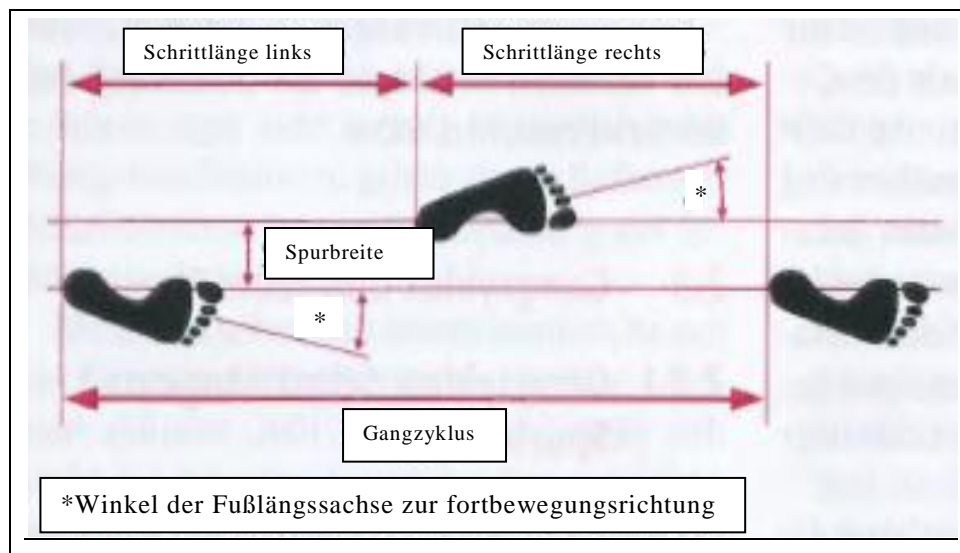 Schrittlänge links
Schrittlänge rechts
*
Spurbreite
*
Gangzyklus
*Winkel der Fußlängssachse zur fortbewegungsrichtung